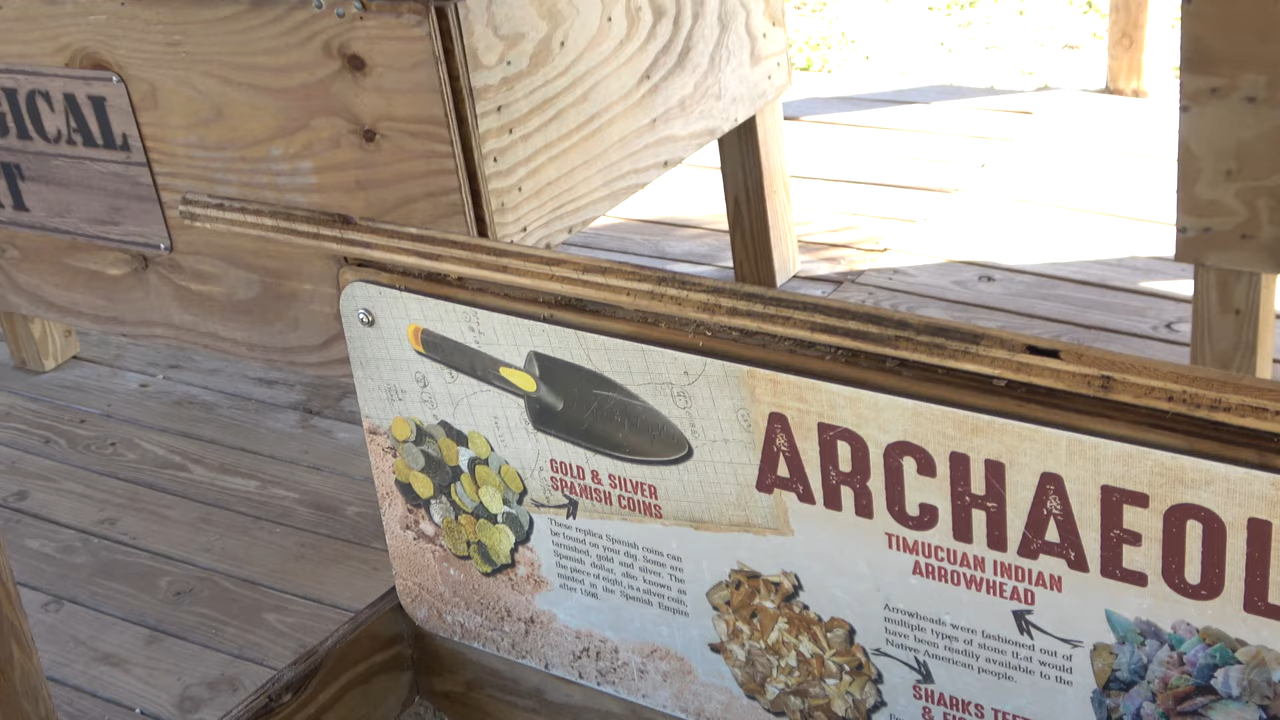 GICAL
T
ARCHAEOL
GOLD & SILVER
SPANISH COINS
These replica Spanish coins can
be found on your dig. Some are
tarnished, gold and silver. The
Spanish dollar, also known as
the piece of eight, is a silver coin,
minted in the Spanish Empire
after 1598.
TIMUCUAN INDIAN
ARROWHEAD
Arrowheads were fashioned out of
multiple types of stone that would
have been readily available to the
Native American people.
SHARKS TEET